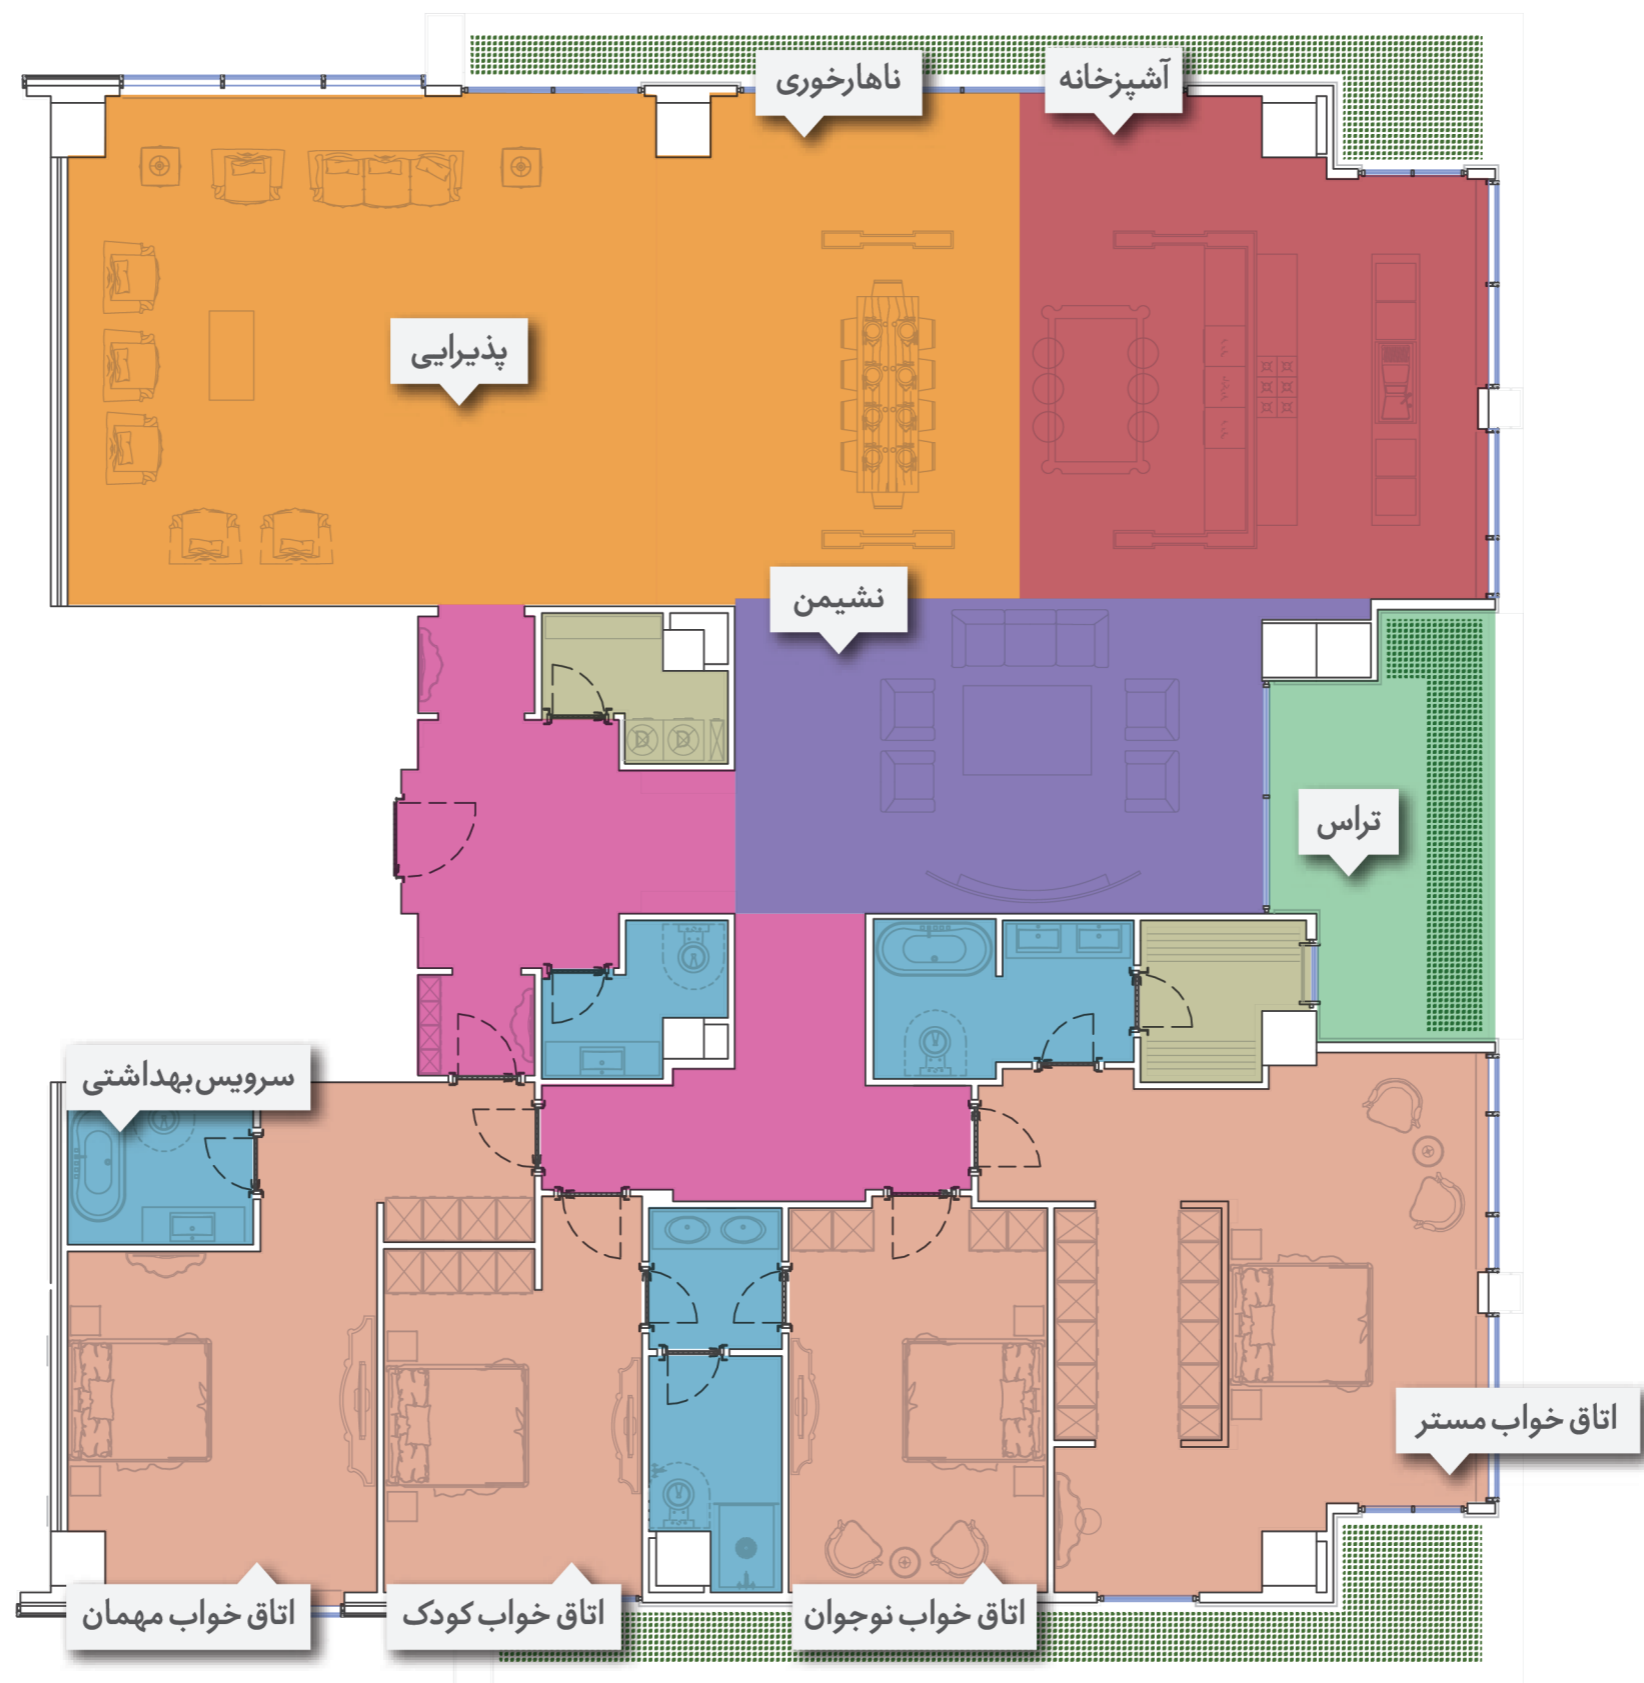 آشپزخانه
ناهارخوری
پذیرایی
نشیمن
تراس
سرویس‌بهداشتی
اتاق خواب مستر
اتاق خواب نوجوان
اتاق خواب کودک
اتاق خواب مهمان